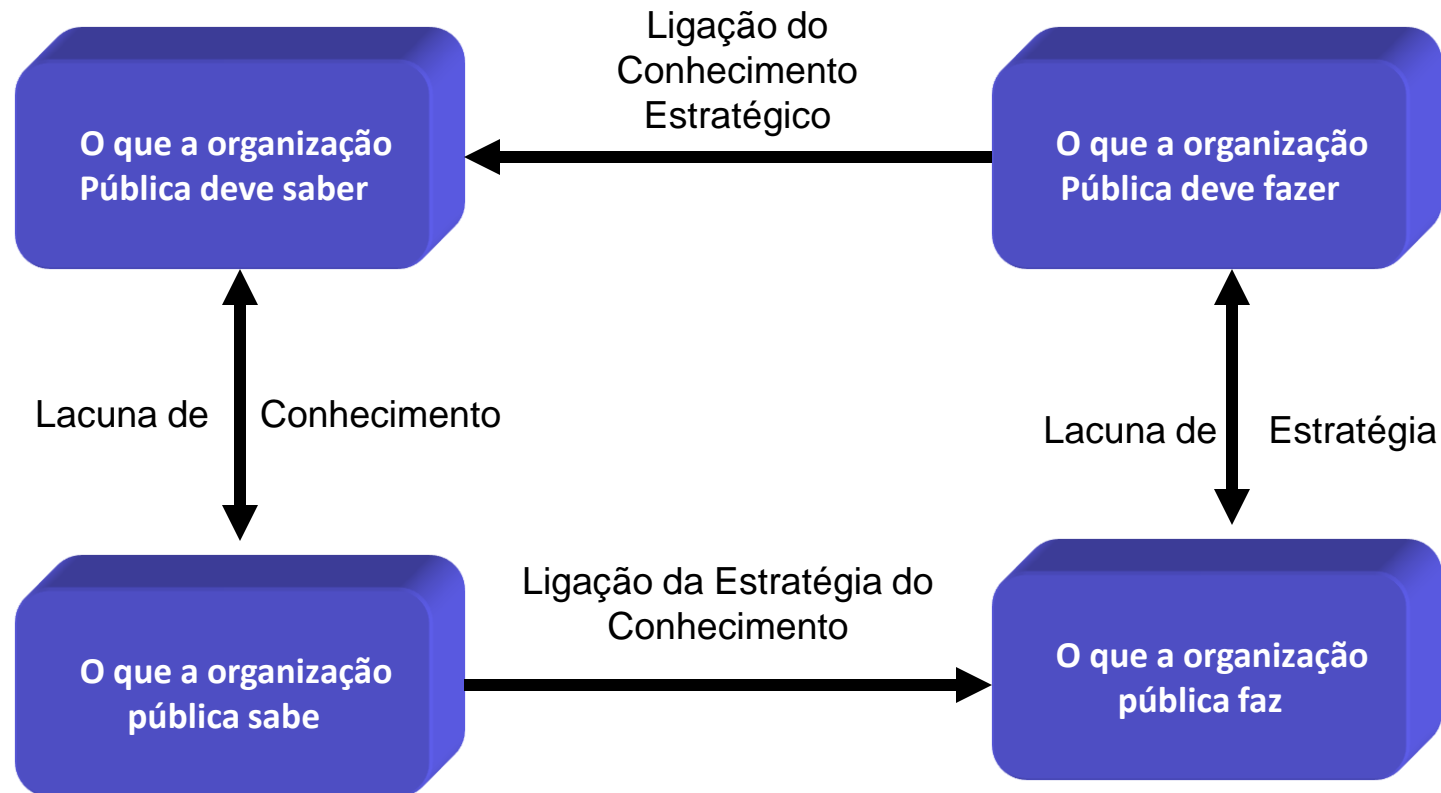 Ligação do
Conhecimento
Estratégico
O que a organização
Pública deve saber
O que a organização
Pública deve fazer
Lacuna de Conhecimento
Lacuna de Estratégia
Ligação da Estratégia do
Conhecimento
O que a organização
pública sabe
O que a organização
pública faz